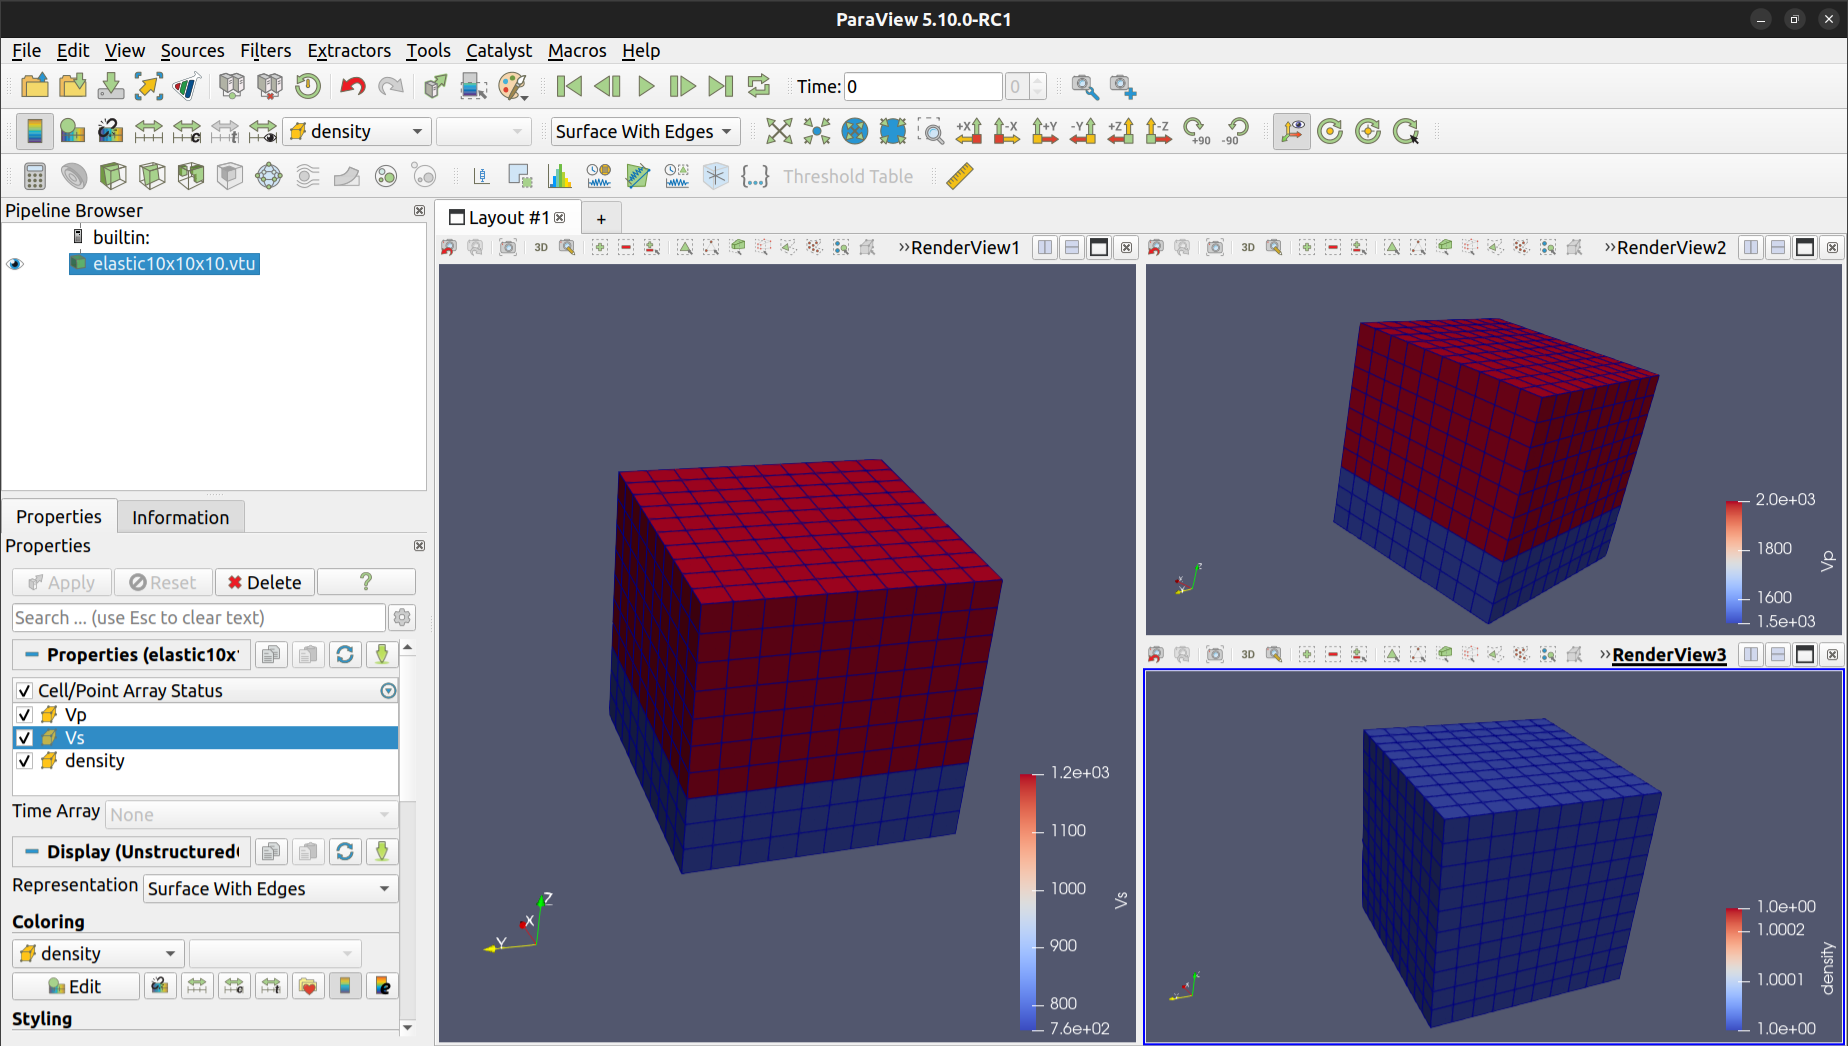 ParaView 5.10.0-RC1
File Edit View Sources Filters Extractors Tools Catalyst Macros Help
Time: 0 0
density Surface With Edges +X -X +Y -Y +Z -Z +90 -90
Threshold Table
Pipeline Browser
builtin:
elastic10x10x10.vtu
Properties Information
Properties
Apply Reset Delete ?
Search ... (use Esc to clear text)
Properties (elastic10x
Cell/Point Array Status
Vp
Vs
density
Time Array None
Display (Unstructured
Representation Surface With Edges
Coloring
density
Edit
Styling
Layout #1 +
3D »RenderView1
1.2e+03
1100
1000
900
800
7.6e+02
Vs
Z
X
Y
3D »RenderView2
2.0e+03
1800
1600
1.5e+03
Vp
3D »RenderView3
1.0e+00
1.0002
1.0001
1.0e+00
density